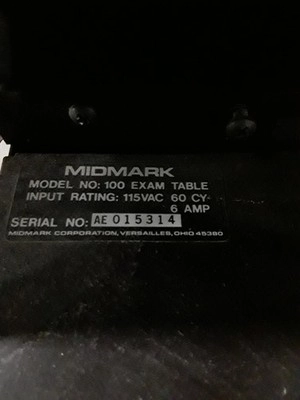 MIDMARK
MODEL NO: 100 EXAM TABLE
INPUT RATING: 115VAC 60 CY-
6 AMP
SERIAL NO: AE 015314
MIDMARK CORPORATION, VERSAILLES, OHIO 45380